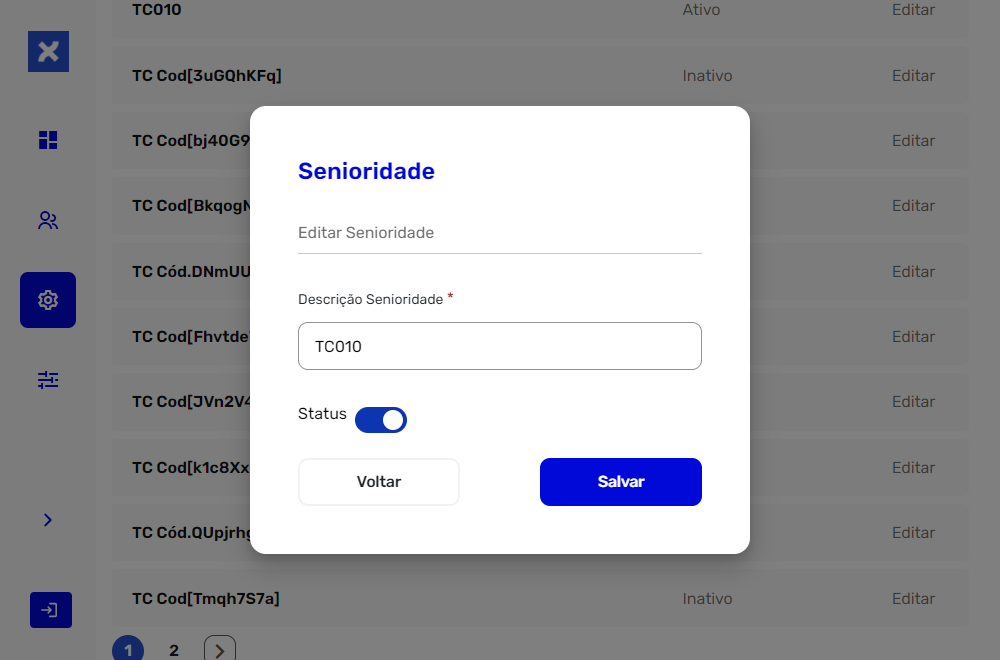 TC010 Ativo Editar
TC Cod[3uGQhKFq] Inativo Editar
TC Cod[bj40G9 Editar
Senioridade
TC Cod[BkqogN Editar
Editar Senioridade
TC Cód.DNmUU Editar
Descrição Senioridade *
TC Cod[Fhvtde Editar
TC010
TC Cod[JVn2V4 Editar
Status
TC Cod[k1c8Xx Editar
Voltar Salvar
TC Cód.QUpjrhg Editar
TC Cod[Tmqh7S7a] Inativo Editar
1 2